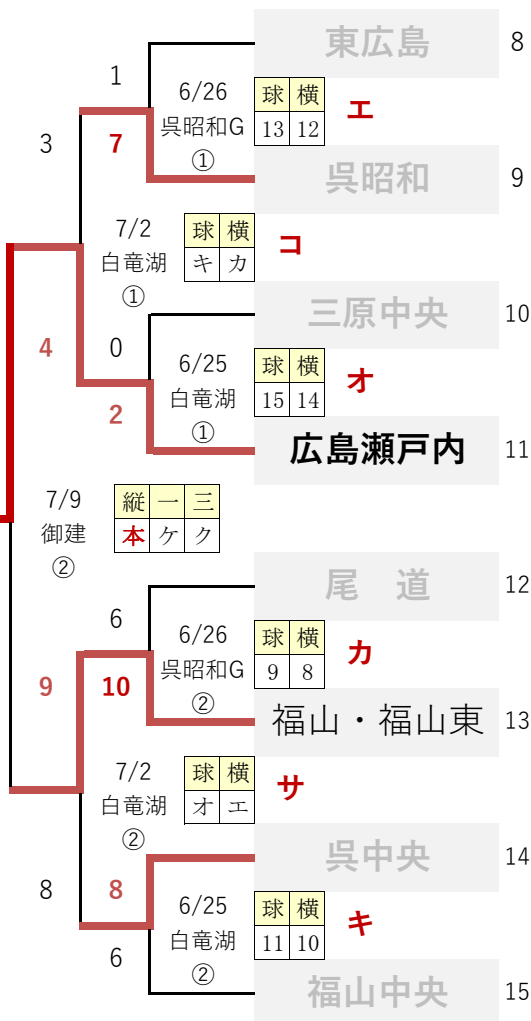 東広島 8
1
6/26
球 横
エ
3
7
呉昭和G
13 12
①
呉昭和 9
7/2
球 横
コ
白竜湖
キ カ
①
三原中央 10
4
0
6/25
球 横
オ
白竜湖
15 14
2
①
広島瀬戸内 11
7/9
縦 一 三
御建
本 ケ ク
②
尾 道 12
6
6/26
球 横
カ
9
10
呉昭和G
9 8
②
福山・福山東 13
7/2
球 横
サ
白竜湖
オ エ
②
呉中央 14
8
8
6/25
球 横
キ
白竜湖
11 10
6
②
福山中央 15